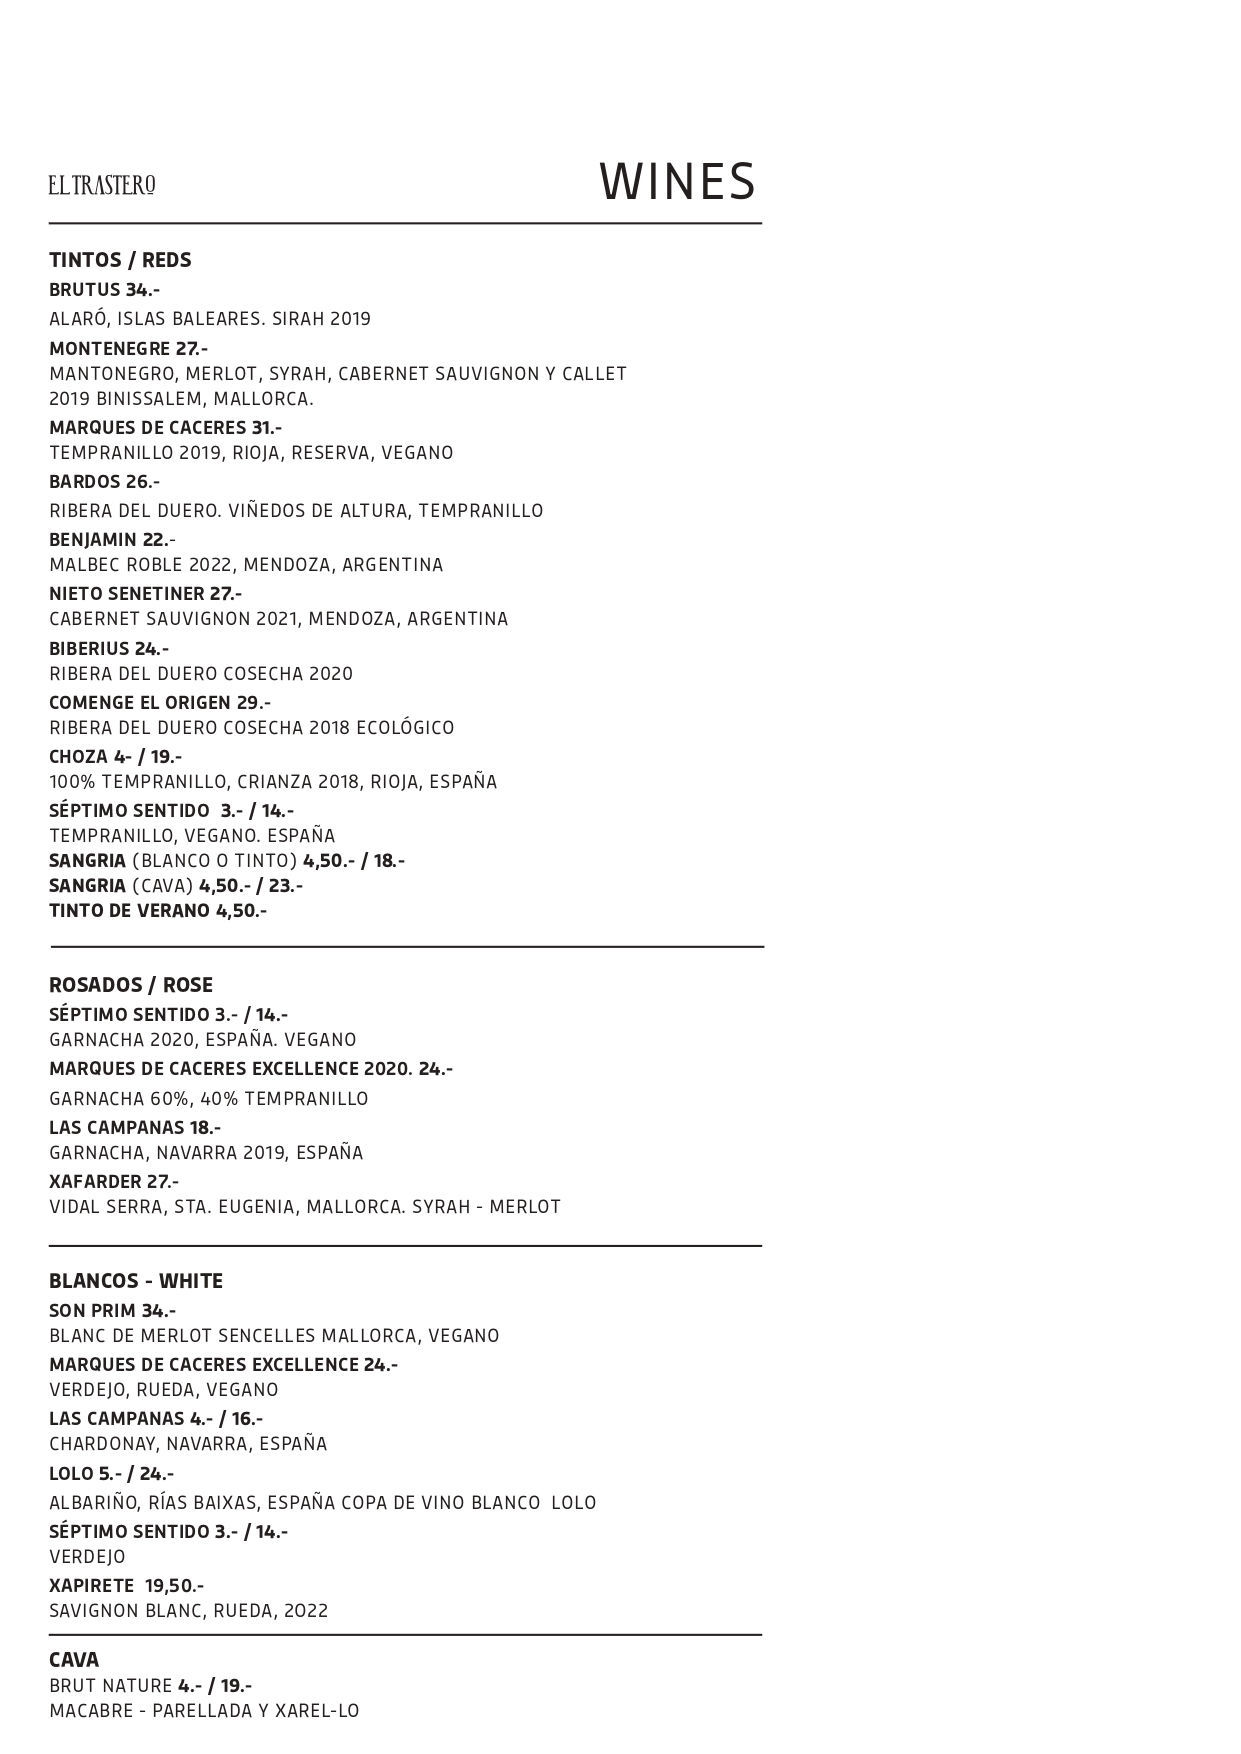 EL TRASTERO
WINES
TINTOS / REDS
BRUTUS 34.-
ALARÓ, ISLAS BALEARES. SIRAH 2019
MONTENEGRE 27.-
MANTONEGRO, MERLOT, SYRAH, CABERNET SAUVIGNON Y CALLET
2019 BINISSALEM, MALLORCA.
MARQUES DE CACERES 31.-
TEMPRANILLO 2019, RIOJA, RESERVA, VEGANO
BARDOS 26.-
RIBERA DEL DUERO. VIÑEDOS DE ALTURA, TEMPRANILLO
BENJAMIN 22.-
MALBEC ROBLE 2022, MENDOZA, ARGENTINA
NIETO SENETINER 27.-
CABERNET SAUVIGNON 2021, MENDOZA, ARGENTINA
BIBERIUS 24.-
RIBERA DEL DUERO COSECHA 2020
COMENGE EL ORIGEN 29.-
RIBERA DEL DUERO COSECHA 2018 ECOLÓGICO
CHOZA 4- / 19.-
100% TEMPRANILLO, CRIANZA 2018, RIOJA, ESPAÑA
SÉPTIMO SENTIDO  3.- / 14.-
TEMPRANILLO, VEGANO. ESPAÑA
SANGRIA (BLANCO O TINTO) 4,50.- / 18.-
SANGRIA (CAVA) 4,50.- / 23.-
TINTO DE VERANO 4,50.-
ROSADOS / ROSE
SÉPTIMO SENTIDO 3.- / 14.-
GARNACHA 2020, ESPAÑA. VEGANO
MARQUES DE CACERES EXCELLENCE 2020. 24.-
GARNACHA 60%, 40% TEMPRANILLO
LAS CAMPANAS 18.-
GARNACHA, NAVARRA 2019, ESPAÑA
XAFARDER 27.-
VIDAL SERRA, STA. EUGENIA, MALLORCA. SYRAH - MERLOT
BLANCOS - WHITE
SON PRIM 34.-
BLANC DE MERLOT SENCELLES MALLORCA, VEGANO
MARQUES DE CACERES EXCELLENCE 24.-
VERDEJO, RUEDA, VEGANO
LAS CAMPANAS 4.- / 16.-
CHARDONAY, NAVARRA, ESPAÑA
LOLO 5.- / 24.-
ALBARIÑO, RÍAS BAIXAS, ESPAÑA COPA DE VINO BLANCO  LOLO
SÉPTIMO SENTIDO 3.- / 14.-
VERDEJO
XAPIRETE  19,50.-
SAVIGNON BLANC, RUEDA, 2022
CAVA
BRUT NATURE 4.- / 19.-
MACABRE - PARELLADA Y XAREL-LO